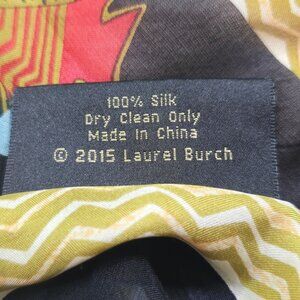 100% Silk
Dry Clean Only
Made In China
© 2015 Laurel Burch